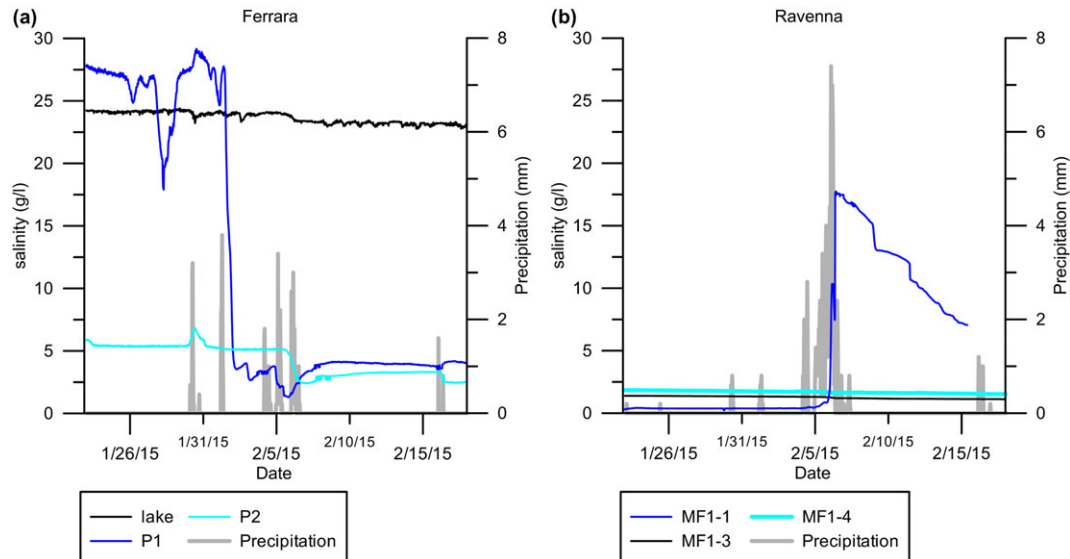 (a) Ferrara
30
25
20
15
10
5
0
salinity (g/l)
8
6
4
2
0
Precipitation (mm)
1/26/15 1/31/15 2/5/15 2/10/15 2/15/15
Date
lake P2
P1 Precipitation
(b) Ravenna
30
25
20
15
10
5
0
salinity (g/l)
8
6
4
2
0
Precipitation (mm)
1/26/15 1/31/15 2/5/15 2/10/15 2/15/15
Date
MF1-1 MF1-4
MF1-3 Precipitation